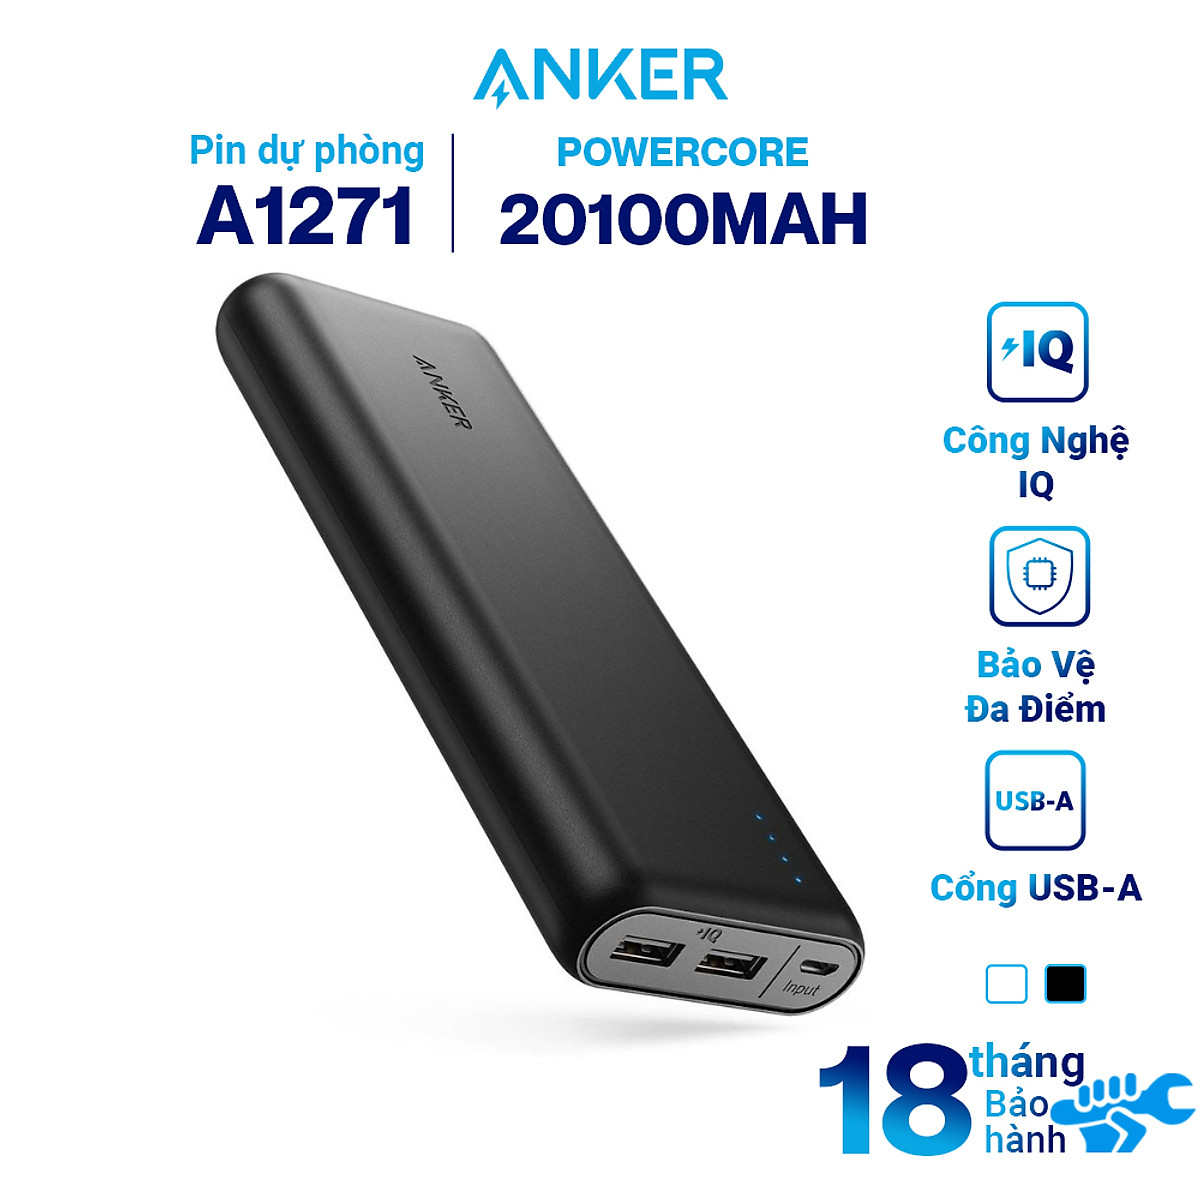 ANKER
Pin dự phòng
A1271
POWERCORE
20100MAH
ANKER
IQ
Công Nghệ
IQ
Bảo Vệ
Đa Điểm
USB-A
Cổng USB-A
IQ
Input
18 tháng
Bảo
hành